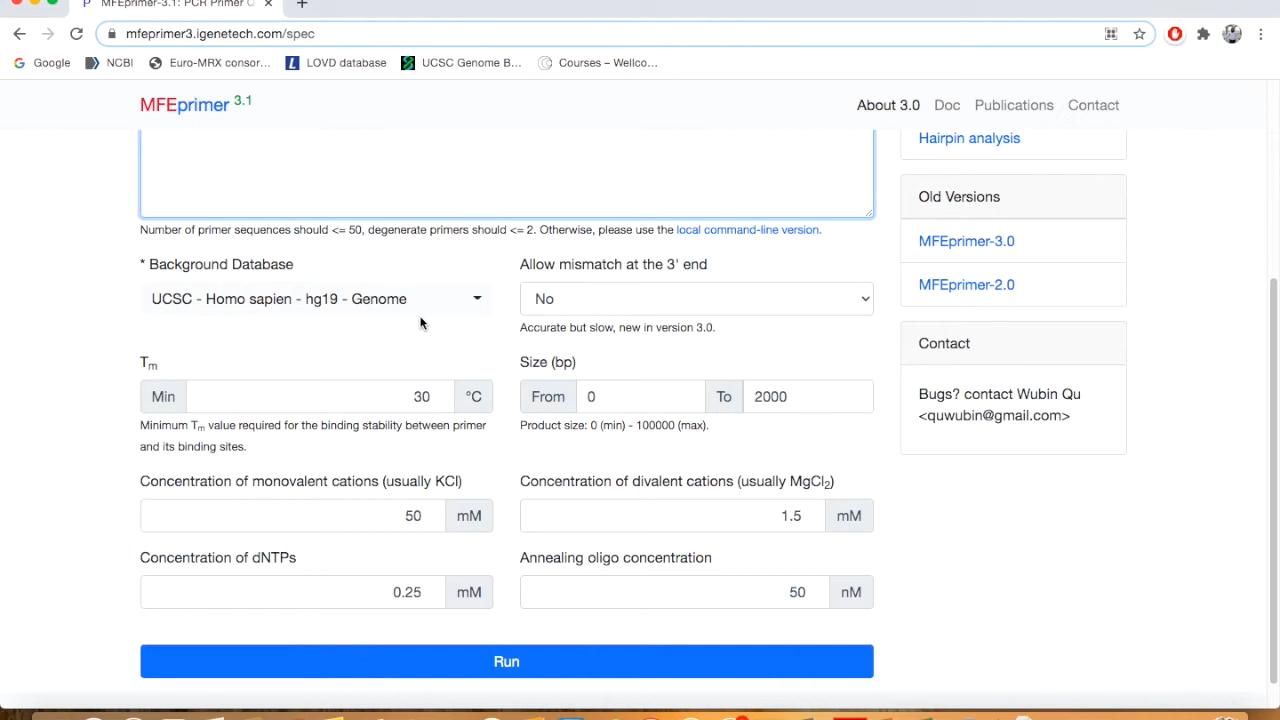 MFEprimer-3.1: PCR Primer
mfeprimer3.igenetech.com/spec
Google NCBI Euro-MRX consor... LOVD database UCSC Genome B... Courses – Wellco...
MFEprimer 3.1 About 3.0 Doc Publications Contact
Hairpin analysis
Old Versions
MFEprimer-3.0
MFEprimer-2.0
Contact
Bugs? contact Wubin Qu
<quwubin@gmail.com>
Number of primer sequences should <= 50, degenerate primers should <= 2. Otherwise, please use the local command-line version.
* Background Database
UCSC - Homo sapien - hg19 - Genome
Allow mismatch at the 3' end
No
Accurate but slow, new in version 3.0.
Tm
Min 30 °C
Minimum Tm value required for the binding stability between primer
and its binding sites.
Size (bp)
From 0 To 2000
Product size: 0 (min) - 100000 (max).
Concentration of monovalent cations (usually KCl)
50 mM
Concentration of divalent cations (usually MgCl2)
1.5 mM
Concentration of dNTPs
0.25 mM
Annealing oligo concentration
50 nM
Run